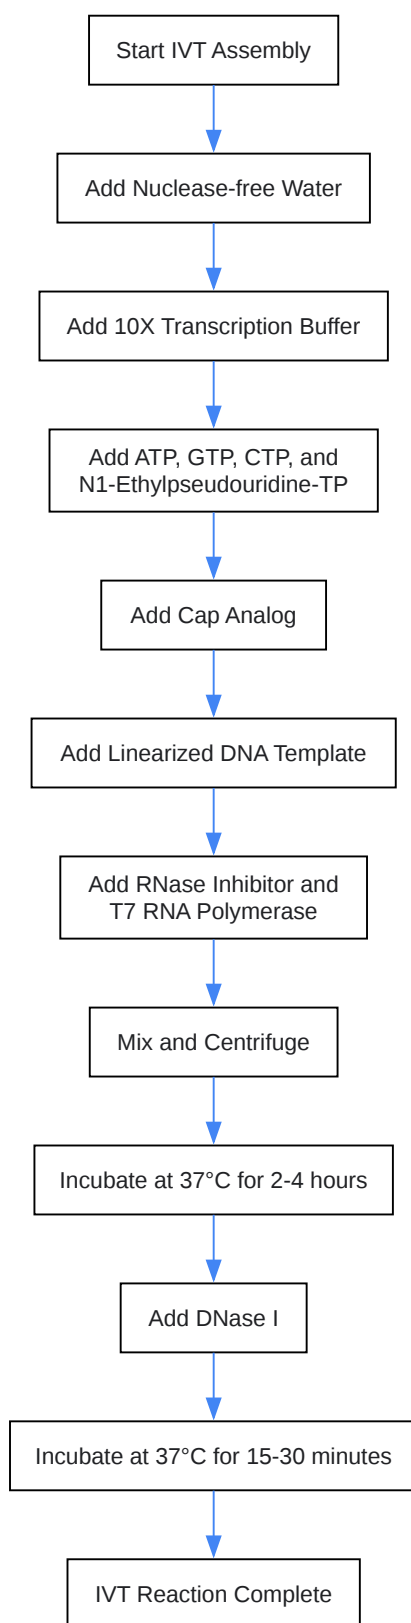 Start IVT Assembly
Add Nuclease-free Water
Add 10X Transcription Buffer
Add ATP, GTP, CTP, and
N1-Ethylpseudouridine-TP
Add Cap Analog
Add Linearized DNA Template
Add RNase Inhibitor and
T7 RNA Polymerase
Mix and Centrifuge
Incubate at 37°C for 2-4 hours
Add DNase I
Incubate at 37°C for 15-30 minutes
IVT Reaction Complete